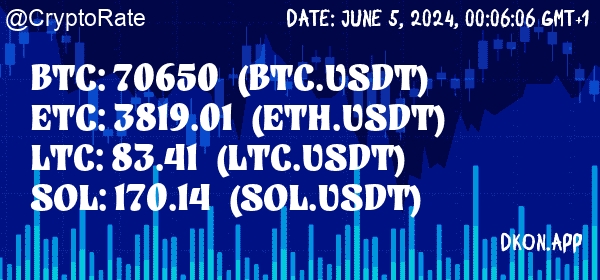 @CryptoRate
DATE: JUNE 5, 2024, 00:06:06 GMT+1
BTC: 70650 (BTC.USDT)
ETC: 3819.01 (ETH.USDT)
LTC: 83.41 (LTC.USDT)
SOL: 170.14 (SOL.USDT)
DKON.APP